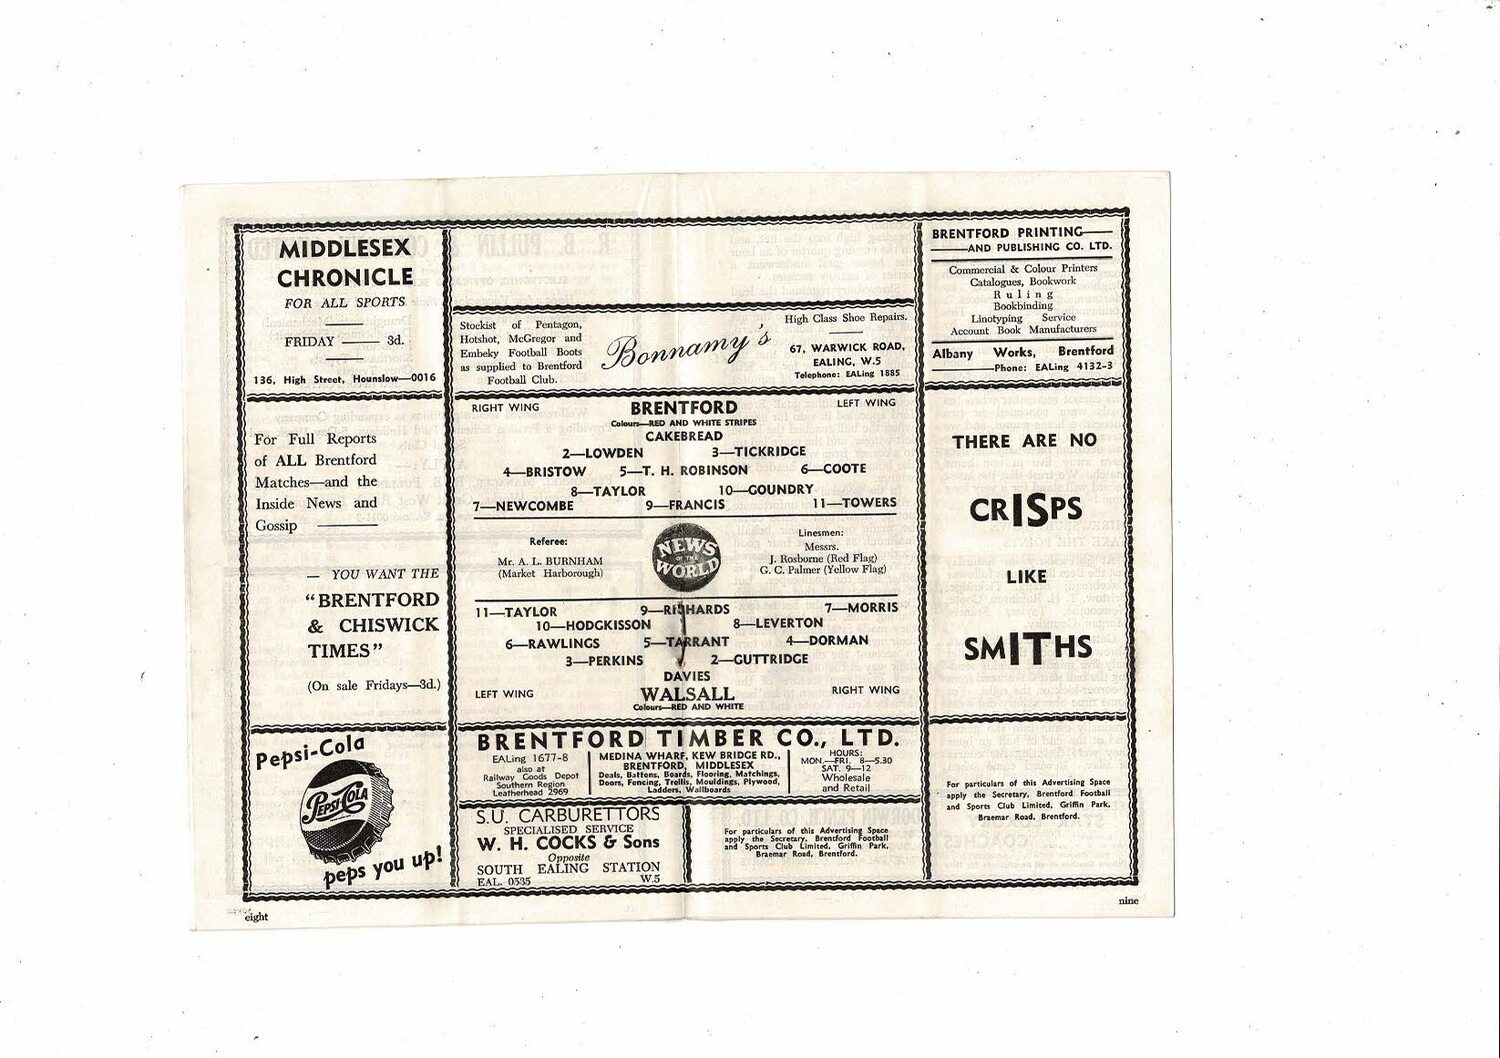 MIDDLESEX
CHRONICLE
FOR ALL SPORTS
FRIDAY —— 3d.
136, High Street, Hounslow—0016
For Full Reports
of ALL Brentford
Matches—and the
Inside News and
Gossip ———
— YOU WANT THE
“BRENTFORD
& CHISWICK
TIMES”
(On sale Fridays—3d.)
Pepsi-Cola
PEPSI-COLA
peps you up!
Stockist of Pentagon,
Hotshot, McGregor and
Embeky Football Boots
as supplied to Brentford
Football Club.
Bonnamy's
High Class Shoe Repairs.
67, WARWICK ROAD,
EALING, W.5
Telephone: EALing 1885
RIGHT WING
BRENTFORD
LEFT WING
Colours—RED AND WHITE STRIPES
CAKEBREAD
2—LOWDEN 3—TICKRIDGE
4—BRISTOW 5—T. H. ROBINSON 6—COOTE
8—TAYLOR 10—GOUNDRY
7—NEWCOMBE 9—FRANCIS 11—TOWERS
Referee:
Mr. A. L. BURNHAM
(Market Harborough)
NEWS
OF THE
WORLD
Linesmen:
Messrs.
J. Rosborne (Red Flag)
G. C. Palmer (Yellow Flag)
11—TAYLOR 9—RICHARDS 7—MORRIS
10—HODGKISSON 8—LEVERTON
6—RAWLINGS 5—TARRANT 4—DORMAN
3—PERKINS 2—GUTTRIDGE
DAVIES
LEFT WING
WALSALL
RIGHT WING
Colours—RED AND WHITE
BRENTFORD TIMBER CO., LTD.
EALing 1677-8
also at
Railway Goods Depot
Southern Region
Leatherhead 2969
MEDINA WHARF, KEW BRIDGE RD.,
BRENTFORD, MIDDLESEX
Deals, Battens, Boards, Flooring, Matchings,
Doors, Fencing, Trellis, Mouldings, Plywood,
Ladders, Wallboards
HOURS:
MON.—FRI. 8—5.30
SAT. 9—12
Wholesale
and Retail
S.U. CARBURETTORS
SPECIALISED SERVICE
W. H. COCKS & Sons
Opposite
SOUTH EALING STATION
EAL. 0535 W.5
For particulars of this Advertising Space
apply the Secretary, Brentford Football
and Sports Club Limited, Griffin Park,
Braemar Road, Brentford.
BRENTFORD PRINTING——
——AND PUBLISHING CO. LTD.
Commercial & Colour Printers
Catalogues, Bookwork
Ruling
Bookbinding
Linotyping Service
Account Book Manufacturers
Albany Works, Brentford
———Phone: EALing 4132-3
THERE ARE NO
CRISPS
LIKE
SMITHS
For particulars of this Advertising Space
apply the Secretary, Brentford Football
and Sports Club Limited, Griffin Park,
Braemar Road, Brentford.
eight
nine